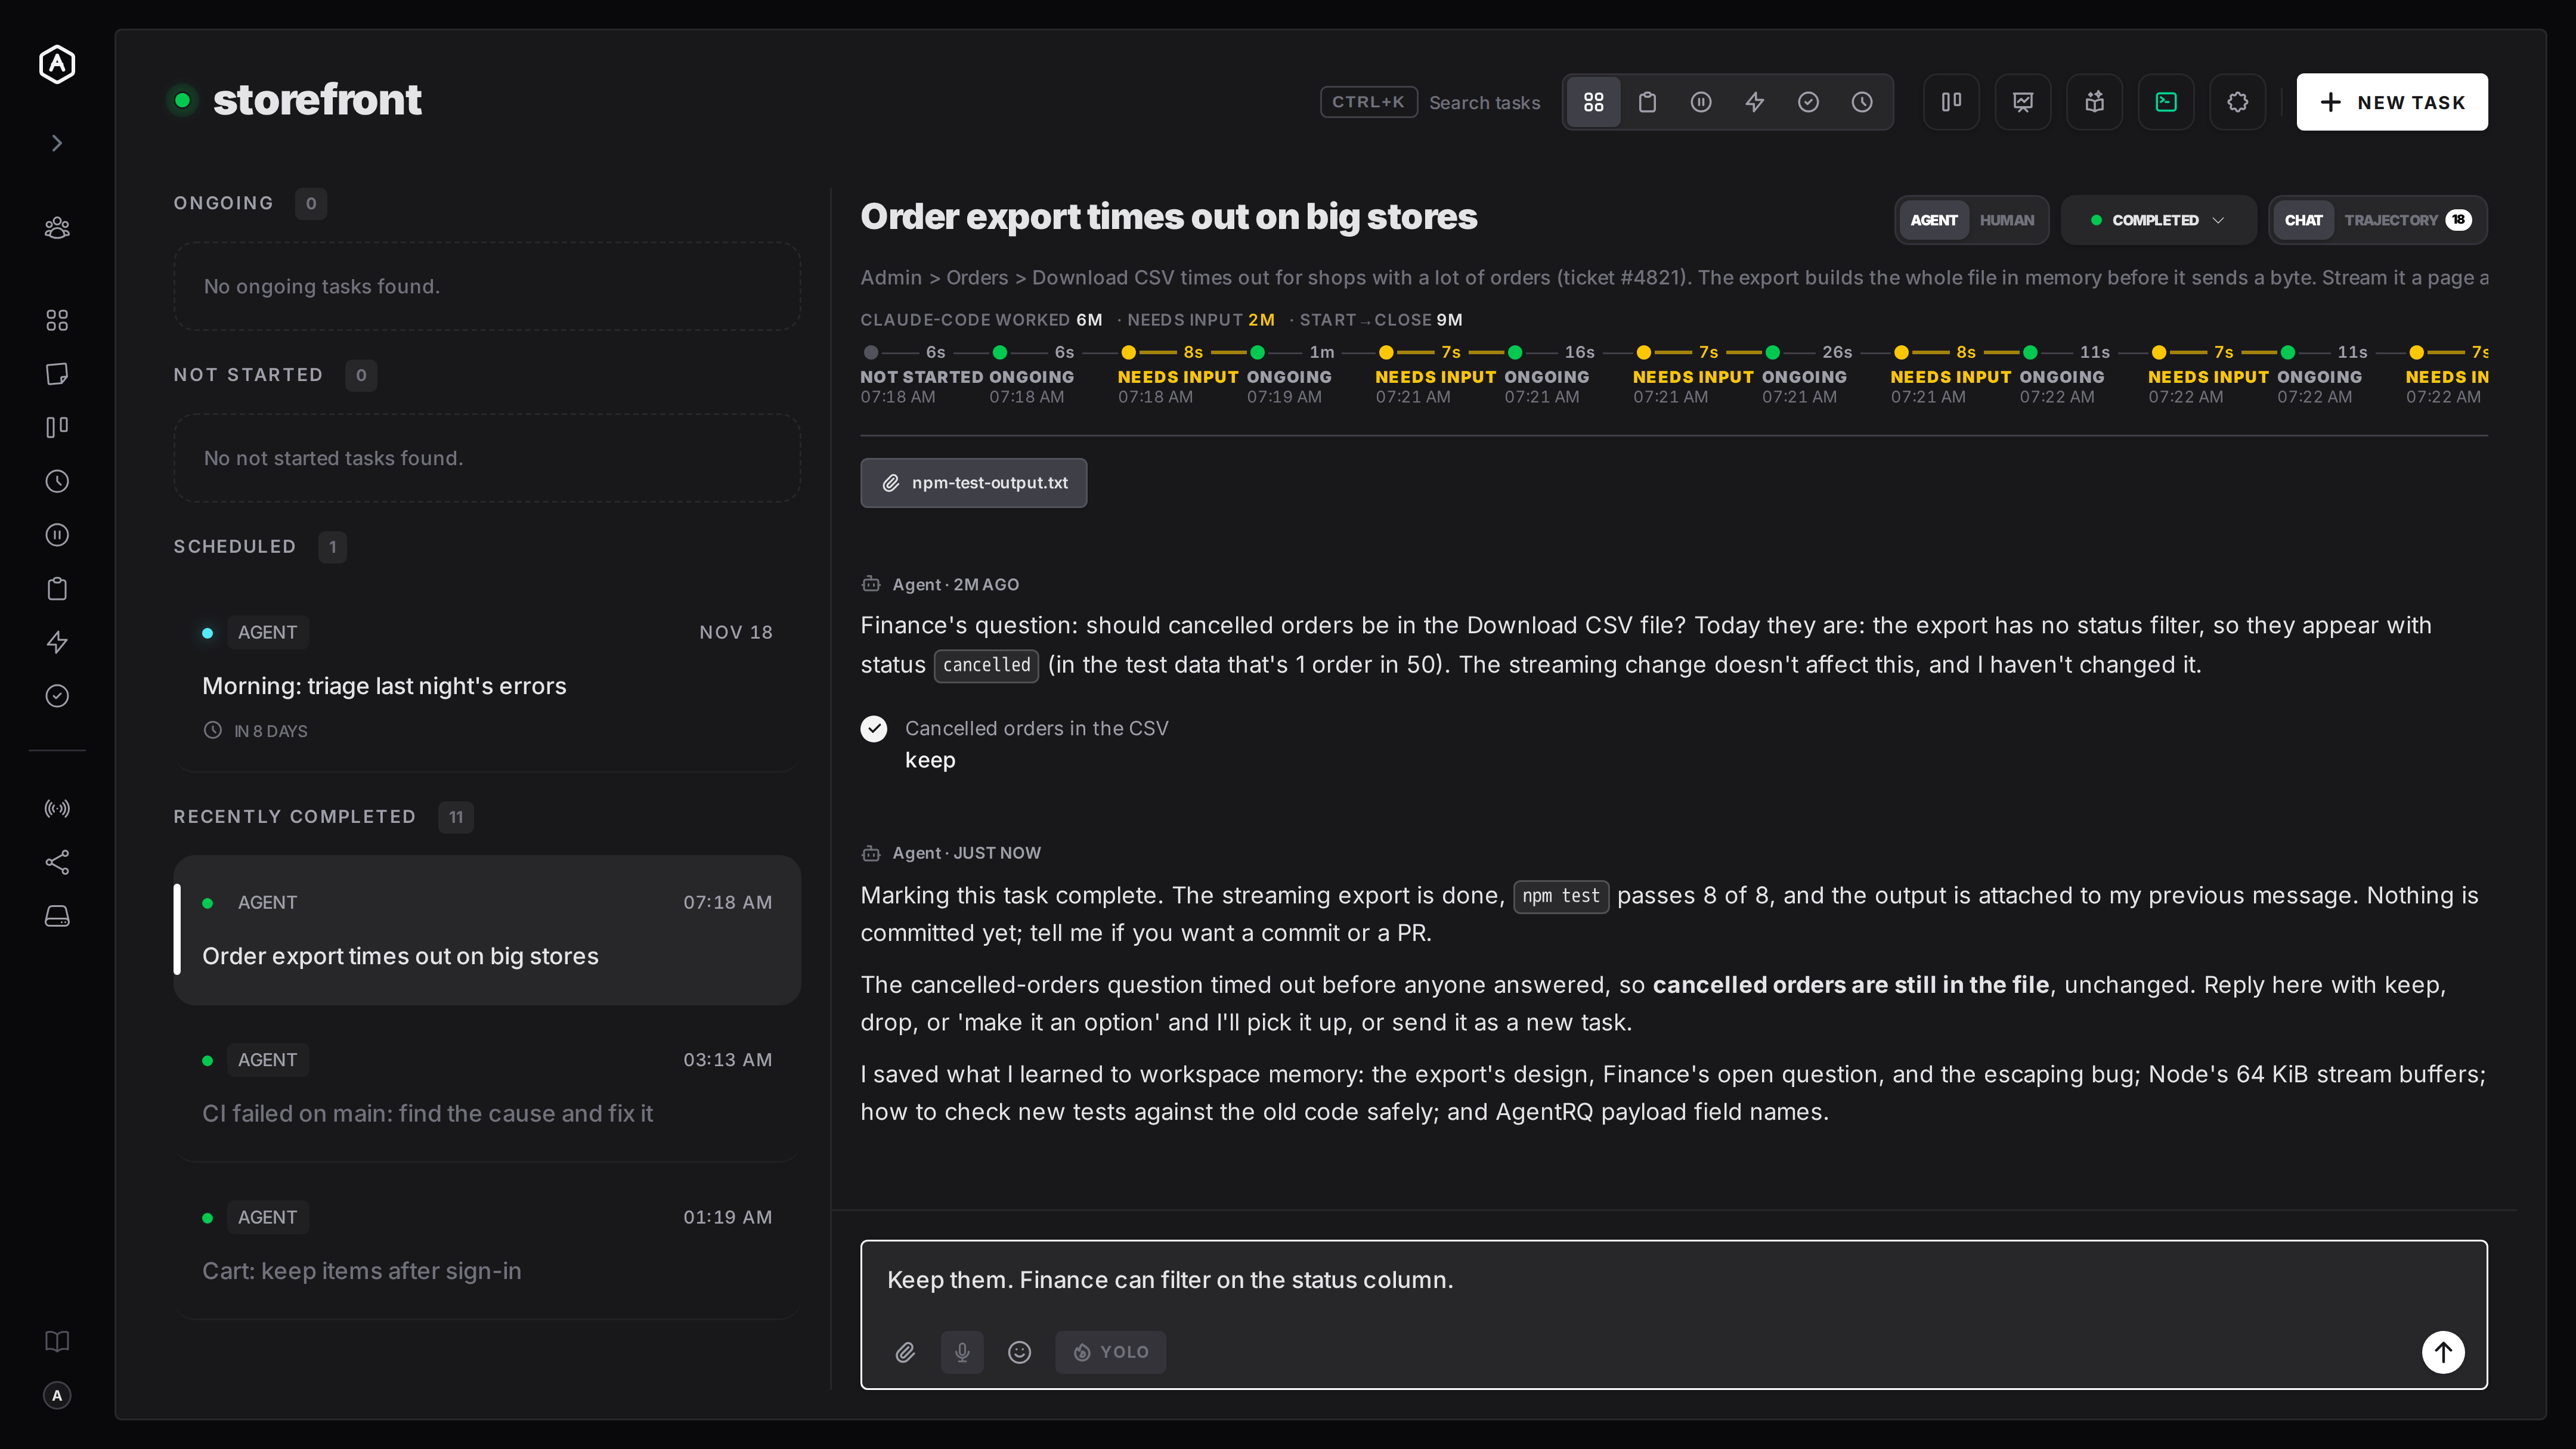 A
storefront
CTRL+K Search tasks
NEW TASK
ONGOING 0
No ongoing tasks found.
NOT STARTED 0
No not started tasks found.
SCHEDULED 1
AGENT NOV 18
Morning: triage last night's errors
IN 8 DAYS
RECENTLY COMPLETED 11
AGENT 07:18 AM
Order export times out on big stores
AGENT 03:13 AM
CI failed on main: find the cause and fix it
AGENT 01:19 AM
Cart: keep items after sign-in
A
Order export times out on big stores
AGENT HUMAN COMPLETED CHAT TRAJECTORY 18
Admin > Orders > Download CSV times out for shops with a lot of orders (ticket #4821). The export builds the whole file in memory before it sends a byte. Stream it a page a
CLAUDE-CODE WORKED 6M · NEEDS INPUT 2M · START→CLOSE 9M
6s 6s 8s 1m 7s 16s 7s 26s 8s 11s 7s 11s 7s
NOT STARTED ONGOING NEEDS INPUT ONGOING NEEDS INPUT ONGOING NEEDS INPUT ONGOING NEEDS INPUT ONGOING NEEDS INPUT ONGOING NEEDS IN
07:18 AM 07:18 AM 07:18 AM 07:19 AM 07:21 AM 07:21 AM 07:21 AM 07:21 AM 07:21 AM 07:22 AM 07:22 AM 07:22 AM 07:22 AM
npm-test-output.txt
Agent · 2M AGO
Finance's question: should cancelled orders be in the Download CSV file? Today they are: the export has no status filter, so they appear with
status cancelled (in the test data that's 1 order in 50). The streaming change doesn't affect this, and I haven't changed it.
Cancelled orders in the CSV
keep
Agent · JUST NOW
Marking this task complete. The streaming export is done, npm test passes 8 of 8, and the output is attached to my previous message. Nothing is
committed yet; tell me if you want a commit or a PR.
The cancelled-orders question timed out before anyone answered, so cancelled orders are still in the file, unchanged. Reply here with keep,
drop, or 'make it an option' and I'll pick it up, or send it as a new task.
I saved what I learned to workspace memory: the export's design, Finance's open question, and the escaping bug; Node's 64 KiB stream buffers;
how to check new tests against the old code safely; and AgentRQ payload field names.
Keep them. Finance can filter on the status column.
YOLO